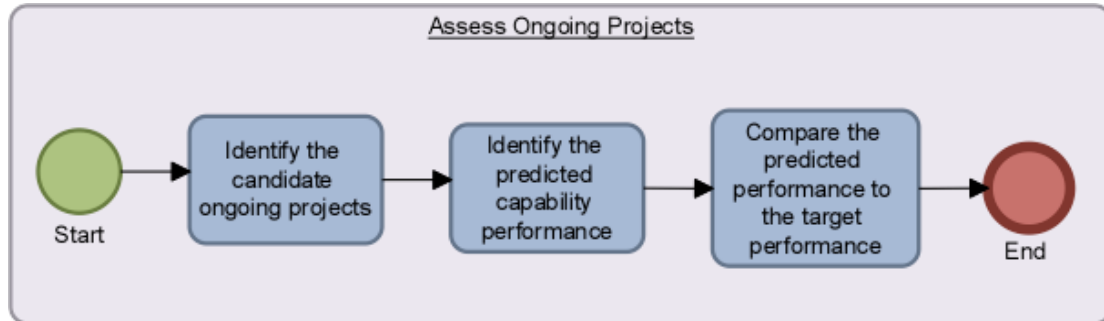 Assess Ongoing Projects
Start
Identify the
candidate
ongoing projects
Identify the
predicted
capability
performance
Compare the
predicted
performance to
the target
performance
End